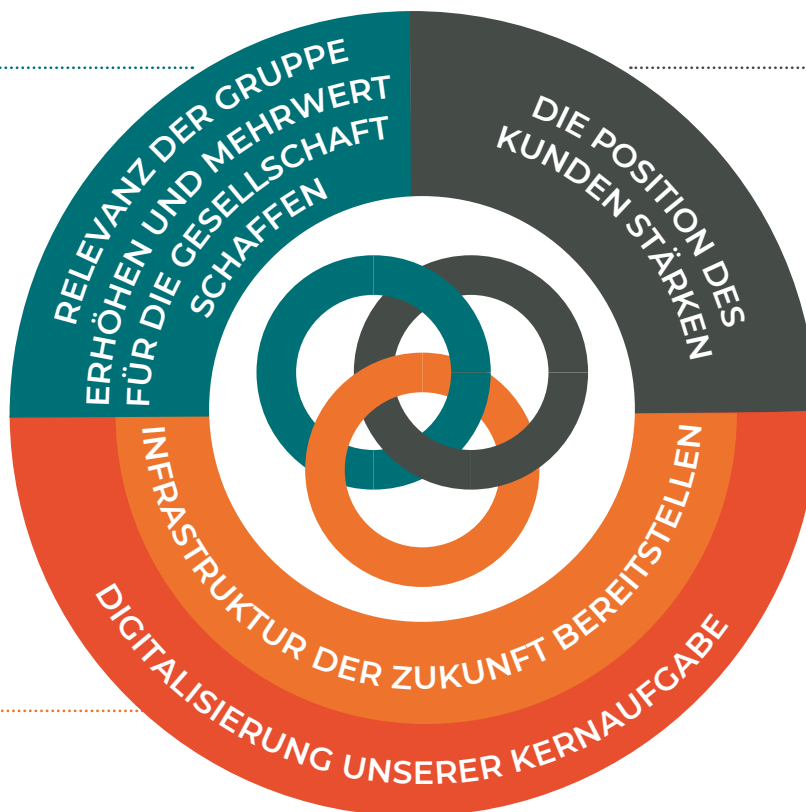 RELEVANZ DER GRUPPE
ERHÖHEN UND MEHRWERT
FÜR DIE GESELLSCHAFT
SCHAFFEN
DIE POSITION DES
KUNDEN STÄRKEN
INFRASTRUKTUR DER ZUKUNFT BEREITSTELLEN
DIGITALISIERUNG UNSERER KERNAUFGABE